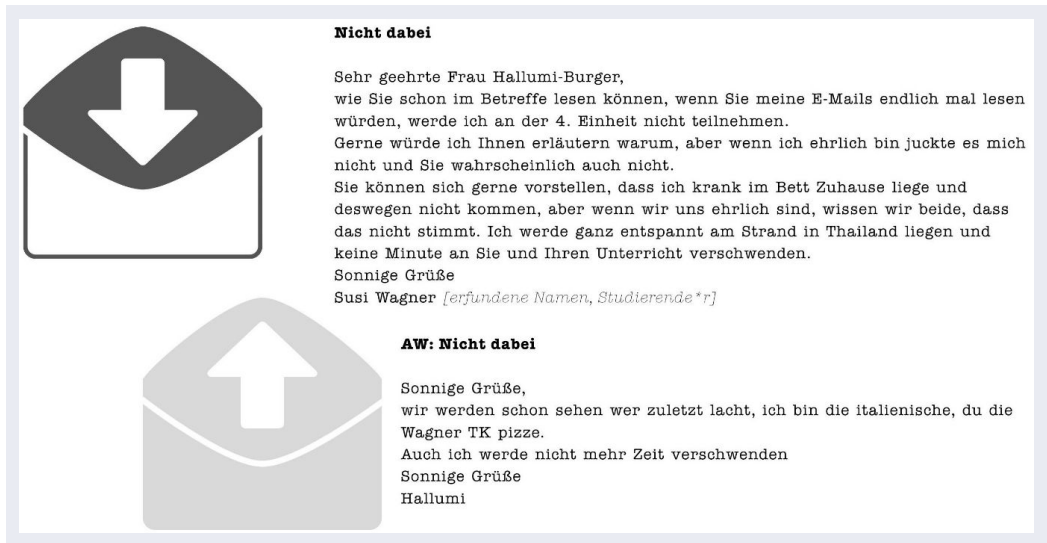 Nicht dabei
Sehr geehrte Frau Hallumi-Burger,
wie Sie schon im Betreffe lesen können, wenn Sie meine E-Mails endlich mal lesen
würden, werde ich an der 4. Einheit nicht teilnehmen.
Gerne würde ich Ihnen erläutern warum, aber wenn ich ehrlich bin juckte es mich
nicht und Sie wahrscheinlich auch nicht.
Sie können sich gerne vorstellen, dass ich krank im Bett Zuhause liege und
deswegen nicht kommen, aber wenn wir uns ehrlich sind, wissen wir beide, dass
das nicht stimmt. Ich werde ganz entspannt am Strand in Thailand liegen und
keine Minute an Sie und Ihren Unterricht verschwenden.
Sonnige Grüße
Susi Wagner [erfundene Namen, Studierende*r]
AW: Nicht dabei
Sonnige Grüße,
wir werden schon sehen wer zuletzt lacht, ich bin die italienische, du die
Wagner TK pizze.
Auch ich werde nicht mehr Zeit verschwenden
Sonnige Grüße
Hallumi